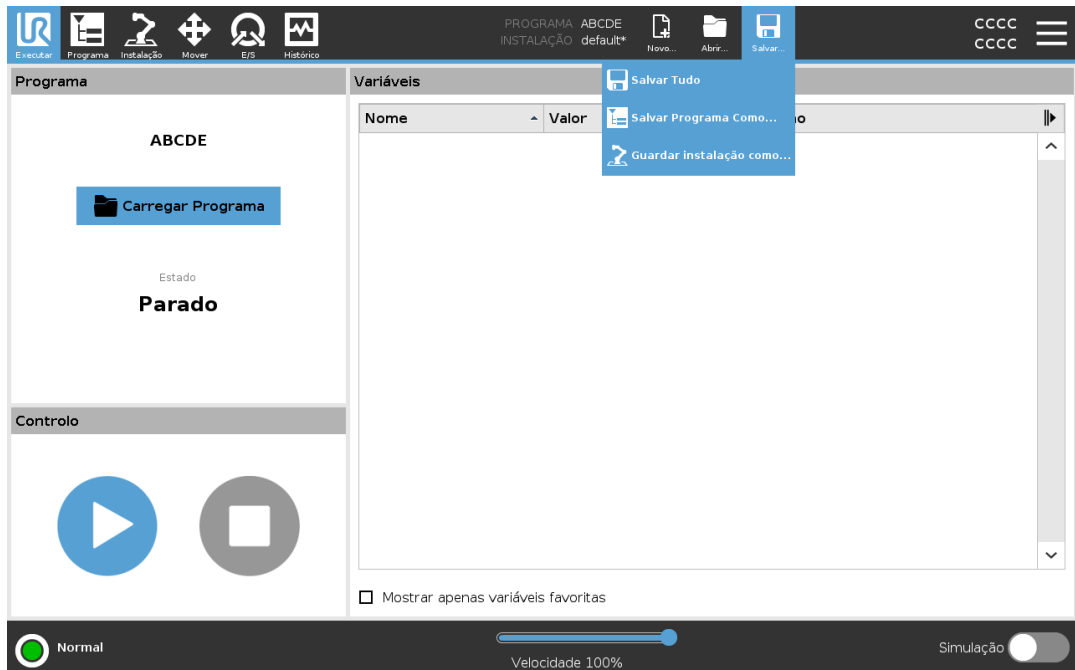 Executar Programa Instalação Mover E/S Histórico
PROGRAMA ABCDE
INSTALAÇÃO default*
Novo... Abrir... Salvar...
CCCC
CCCC
Salvar Tudo
Salvar Programa Como...
Guardar instalação como...
Programa
ABCDE
Carregar Programa
Estado
Parado
Controlo
Variáveis
Nome Valor
Mostrar apenas variáveis favoritas
Normal
Velocidade 100%
Simulação